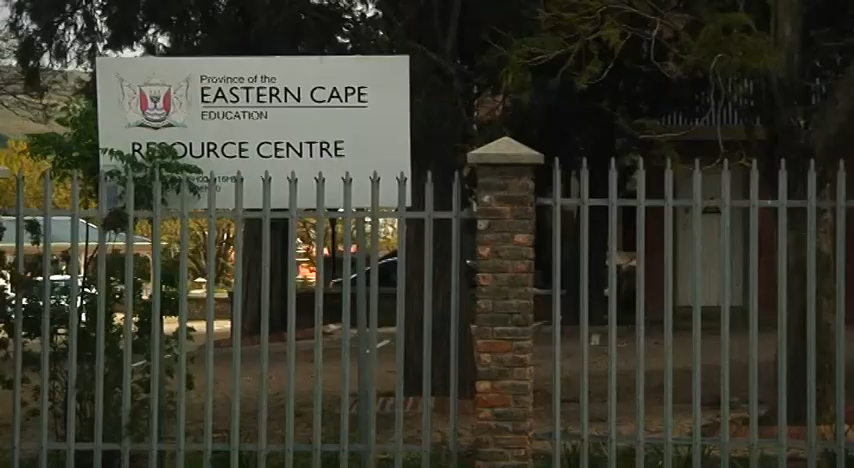 Province of the
EASTERN CAPE
EDUCATION
RESOURCE CENTRE